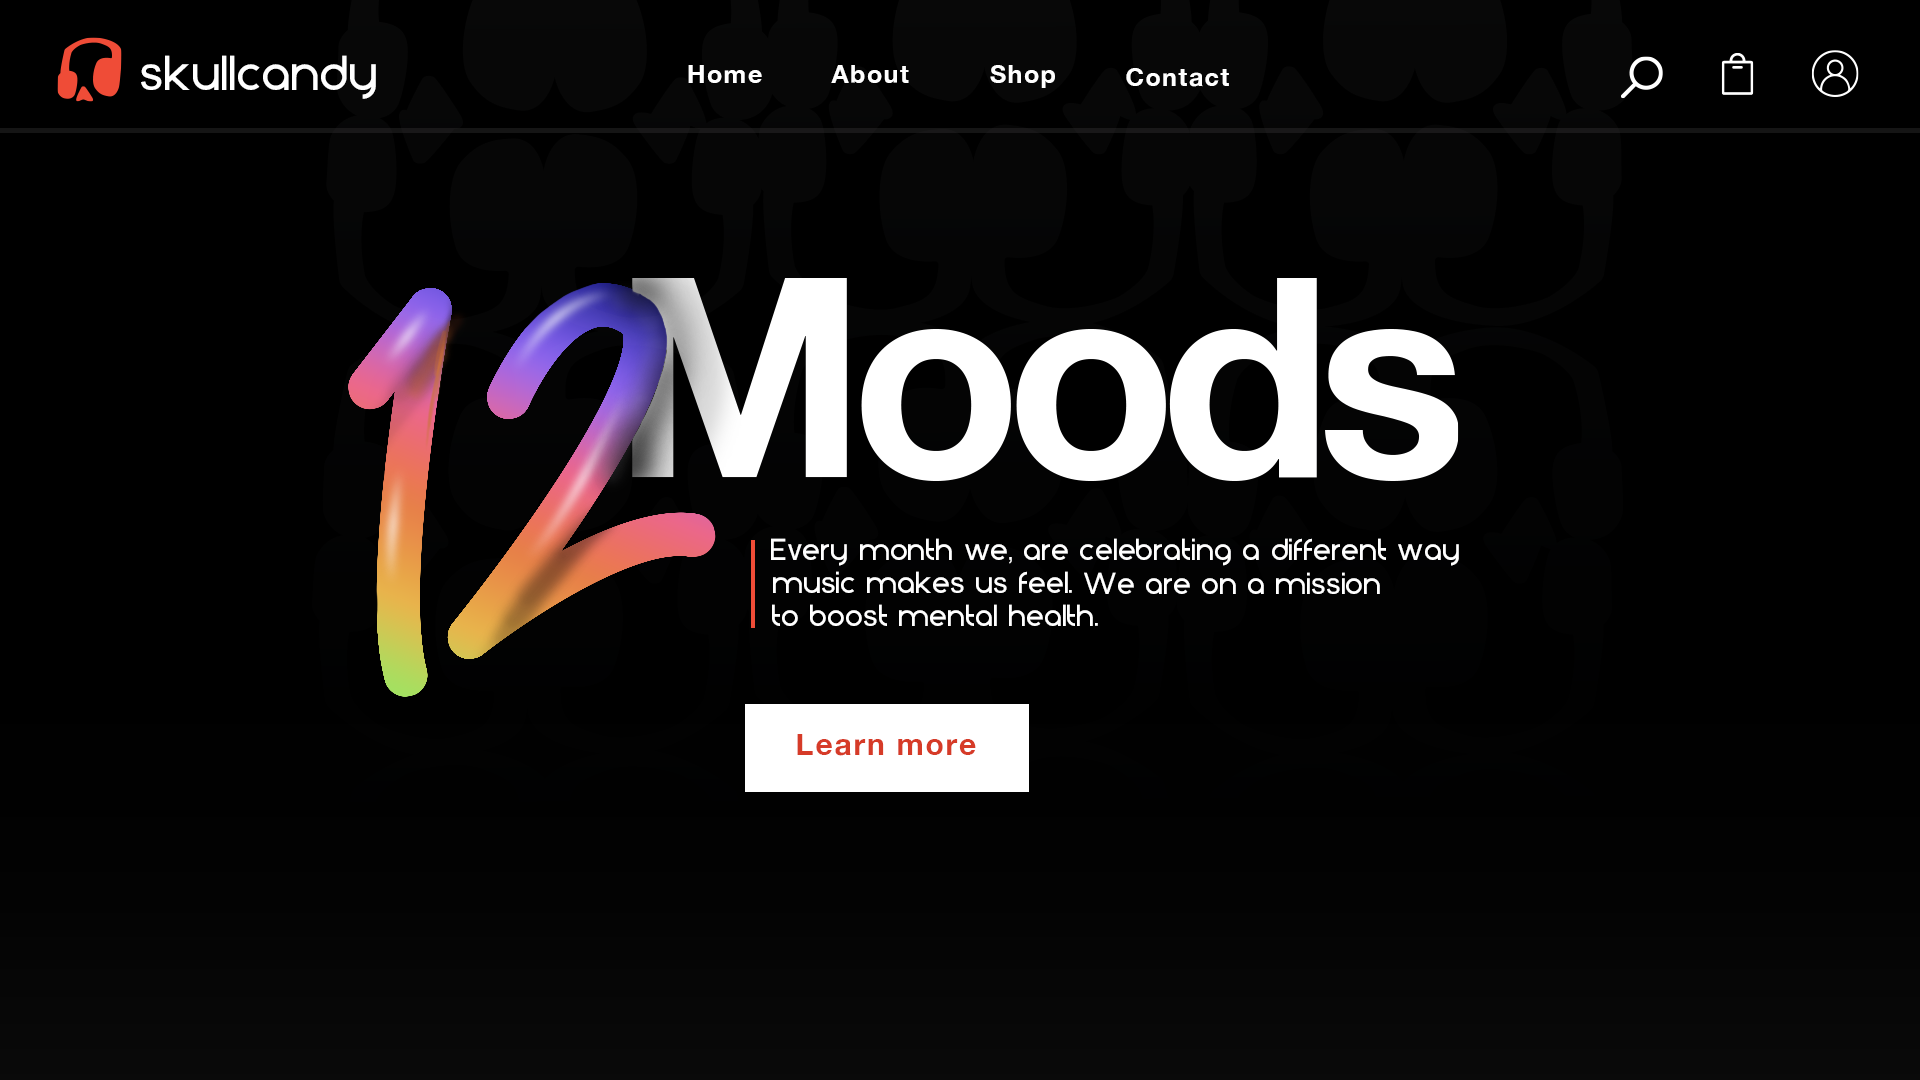 skullcandy
Home About Shop Contact
12 Moods
Every month we, are celebrating a different way
music makes us feel. We are on a mission
to boost mental health.
Learn more